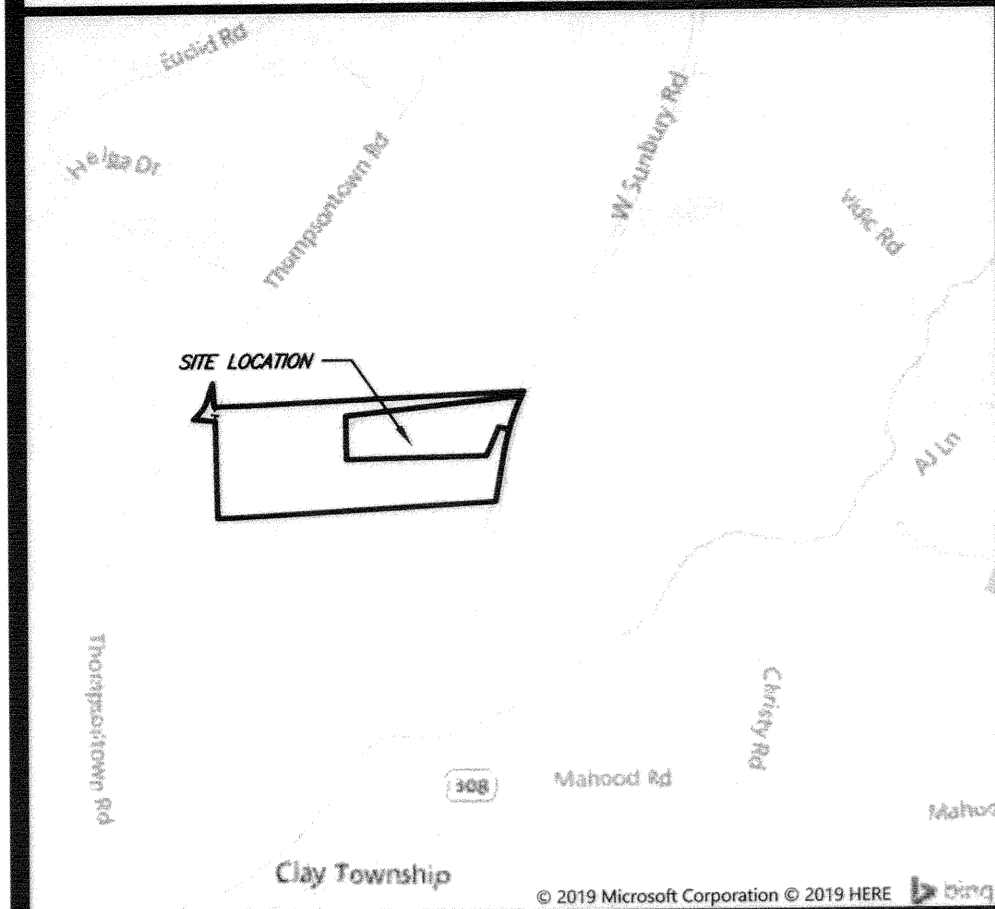 Euclid Rd
Helga Dr
Thompsontown Rd
W Sunbury Rd
SITE LOCATION
AJ Ln
Thompsontown Rd
Christy Rd
308
Mahood Rd
Clay Township
© 2019 Microsoft Corporation © 2019 HERE
bing